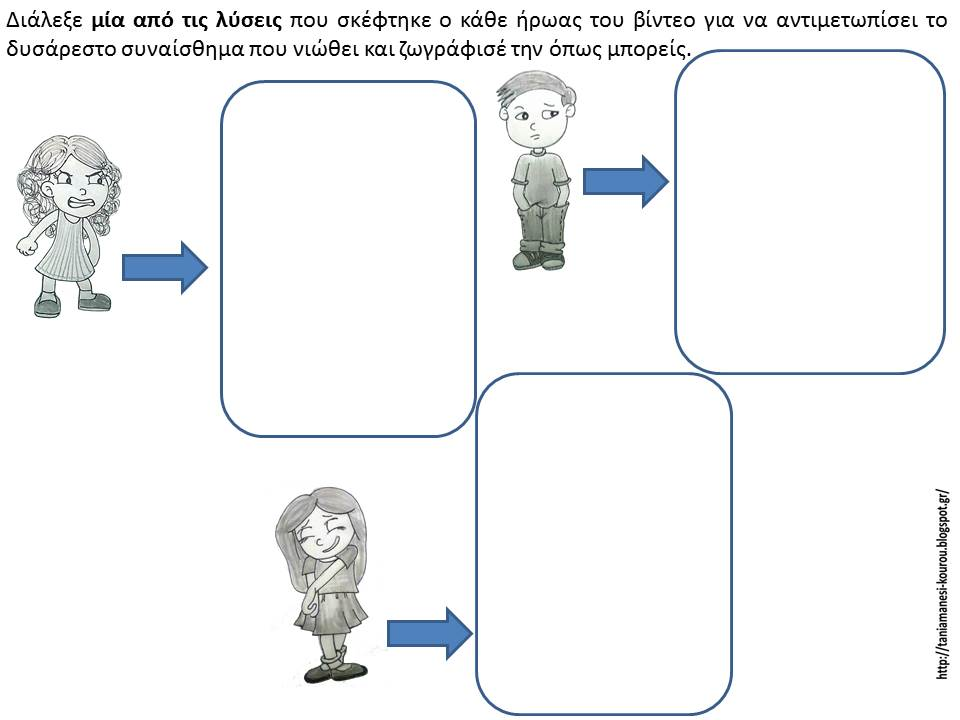 Διάλεξε μία από τις λύσεις που σκέφτηκε ο κάθε ήρωας του βίντεο για να αντιμετωπίσει το
δυσάρεστο συναίσθημα που νιώθει και ζωγράφισέ την όπως μπορείς.
http://taniamanesi-kourou.blogspot.gr/